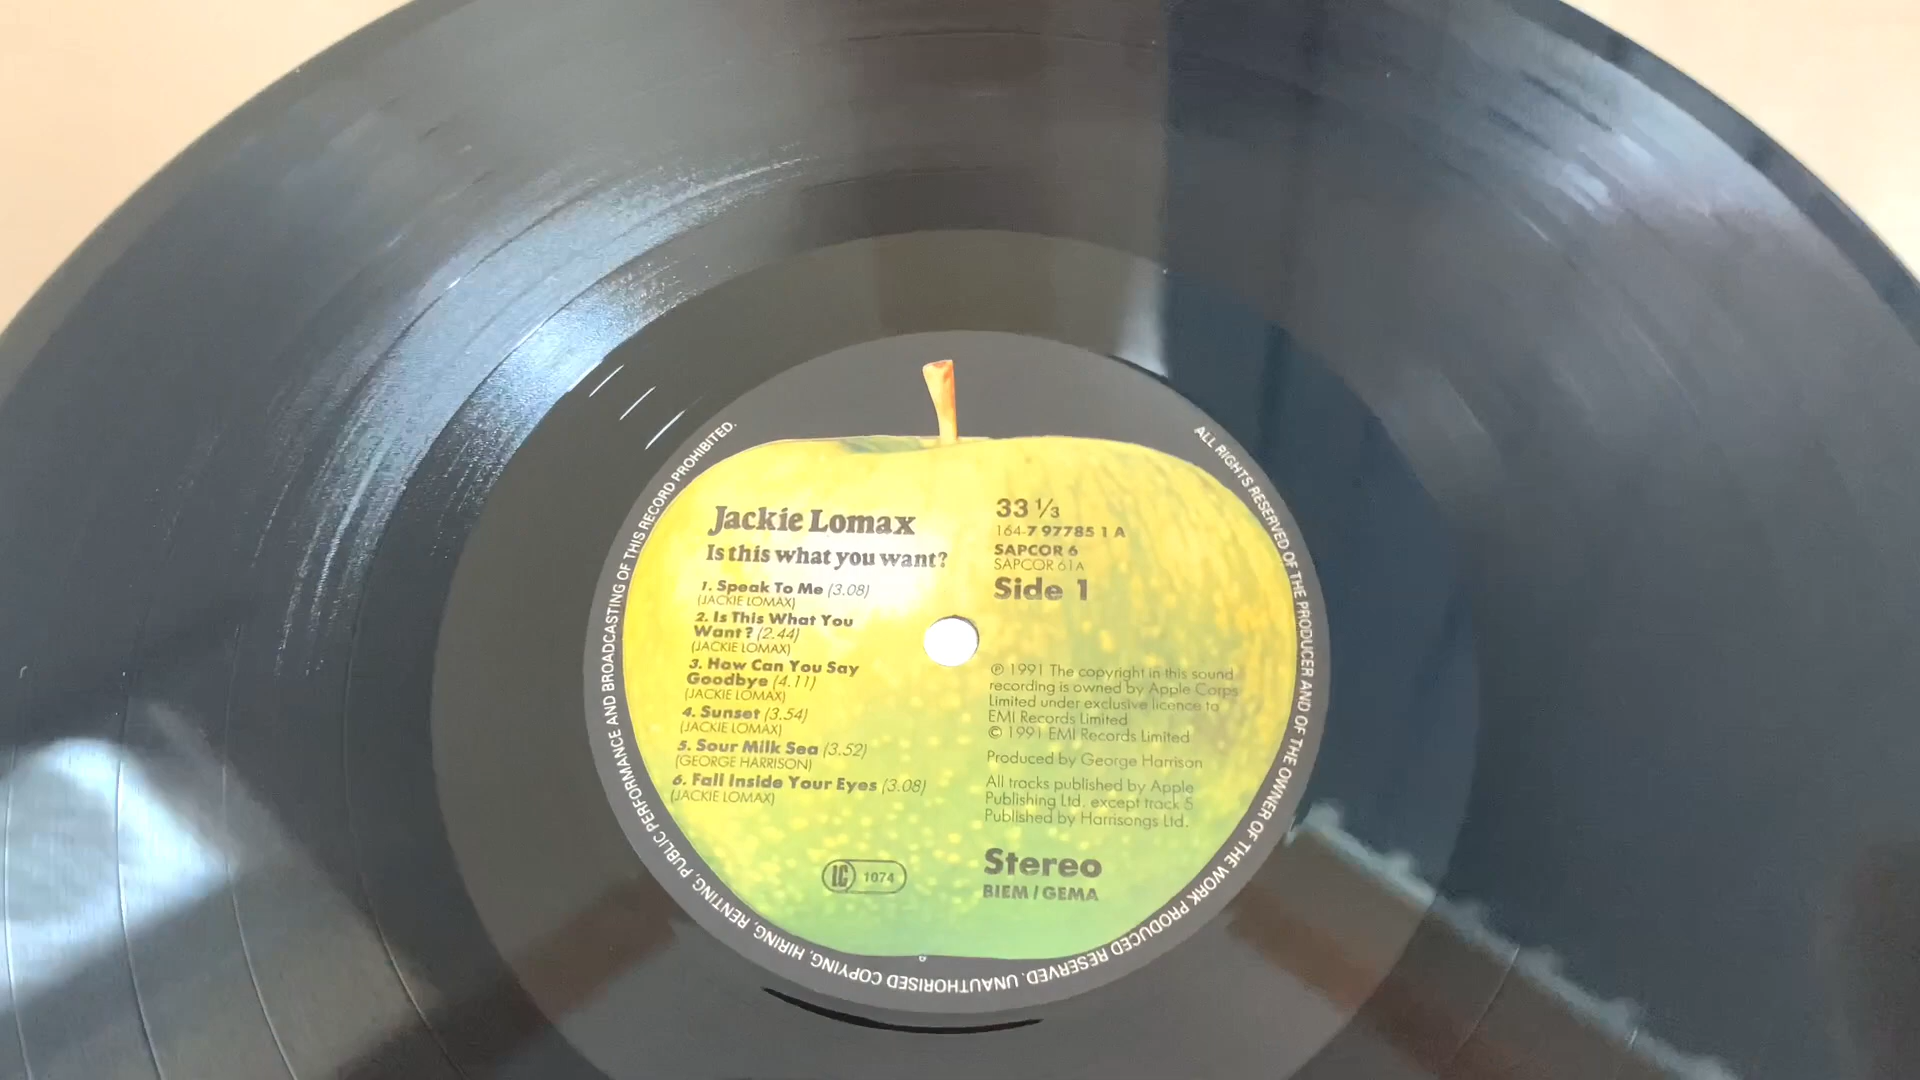 Jackie Lomax
Is this what you want?
1. Speak To Me (3.08)
(JACKIE LOMAX)
2. Is This What You
Want? (2.44)
(JACKIE LOMAX)
3. How Can You Say
Goodbye (4.11)
(JACKIE LOMAX)
4. Sunset (3.54)
(JACKIE LOMAX)
5. Sour Milk Sea (3.52)
(GEORGE HARRISON)
6. Fall Inside Your Eyes (3.08)
(JACKIE LOMAX)
33 ⅓
164-7 97785 1 A
SAPCOR 6
SAPCOR 61A
Side 1
℗ 1991 The copyright in this sound
recording is owned by Apple Corps
Limited under exclusive licence to
EMI Records Limited
© 1991 EMI Records Limited
Produced by George Harrison
All tracks published by Apple
Publishing Ltd. except track 5
Published by Harrisongs Ltd.
LC 1074
Stereo
BIEM / GEMA
ALL RIGHTS RESERVED OF THE PRODUCER AND OF THE OWNER OF THE WORK PRODUCED RESERVED. UNAUTHORISED COPYING, HIRING, RENTING, PUBLIC PERFORMANCE AND BROADCASTING OF THIS RECORD PROHIBITED.